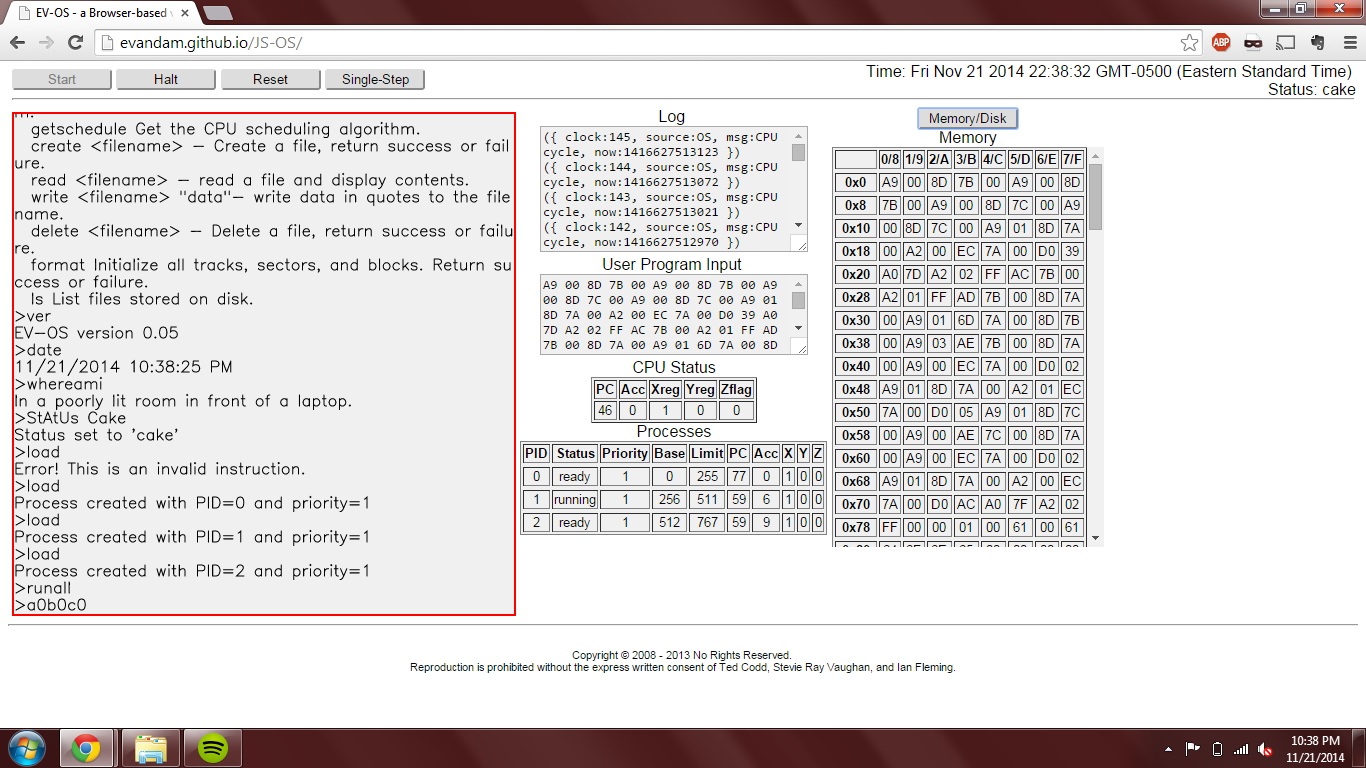 EV-OS - a Browser-based
evandam.github.io/JS-OS/
ABP
Start Halt Reset Single-Step
Time: Fri Nov 21 2014 22:38:32 GMT-0500 (Eastern Standard Time)
Status: cake
m.
getschedule Get the CPU scheduling algorithm.
create <filename> – Create a file, return success or fail
ure.
read <filename> – read a file and display contents.
write <filename> "data"– write data in quotes to the file
name.
delete <filename> – Delete a file, return success or failu
re.
format Initialize all tracks, sectors, and blocks. Return su
ccess or failure.
ls List files stored on disk.
>ver
EV–OS version 0.05
>date
11/21/2014 10:38:25 PM
>whereami
In a poorly lit room in front of a laptop.
>StAtUs Cake
Status set to 'cake'
>load
Error! This is an invalid instruction.
>load
Process created with PID=0 and priority=1
>load
Process created with PID=1 and priority=1
>load
Process created with PID=2 and priority=1
>runall
>a0b0c0
Log
({ clock:145, source:OS, msg:CPU
cycle, now:1416627513123 })
({ clock:144, source:OS, msg:CPU
cycle, now:1416627513072 })
({ clock:143, source:OS, msg:CPU
cycle, now:1416627513021 })
({ clock:142, source:OS, msg:CPU
cycle, now:1416627512970 })
User Program Input
A9 00 8D 7B 00 A9 00 8D 7B 00 A9
00 8D 7C 00 A9 00 8D 7C 00 A9 01
8D 7A 00 A2 00 EC 7A 00 D0 39 A0
7D A2 02 FF AC 7B 00 A2 01 FF AD
7B 00 8D 7A 00 A9 01 6D 7A 00 8D
CPU Status
PC Acc Xreg Yreg Zflag
46 0 1 0 0
Processes
PID Status Priority Base Limit PC Acc X Y Z
0 ready 1 0 255 77 0 1 0 0
1 running 1 256 511 59 6 1 0 0
2 ready 1 512 767 59 9 1 0 0
Memory/Disk
Memory
0/8 1/9 2/A 3/B 4/C 5/D 6/E 7/F
0x0 A9 00 8D 7B 00 A9 00 8D
0x8 7B 00 A9 00 8D 7C 00 A9
0x10 00 8D 7C 00 A9 01 8D 7A
0x18 00 A2 00 EC 7A 00 D0 39
0x20 A0 7D A2 02 FF AC 7B 00
0x28 A2 01 FF AD 7B 00 8D 7A
0x30 00 A9 01 6D 7A 00 8D 7B
0x38 00 A9 03 AE 7B 00 8D 7A
0x40 00 A9 00 EC 7A 00 D0 02
0x48 A9 01 8D 7A 00 A2 01 EC
0x50 7A 00 D0 05 A9 01 8D 7C
0x58 00 A9 00 AE 7C 00 8D 7A
0x60 00 A9 00 EC 7A 00 D0 02
0x68 A9 01 8D 7A 00 A2 00 EC
0x70 7A 00 D0 AC A0 7F A2 02
0x78 FF 00 00 01 00 61 00 61
Copyright © 2008 - 2013 No Rights Reserved.
Reproduction is prohibited without the express written consent of Ted Codd, Stevie Ray Vaughan, and Ian Fleming.
10:38 PM
11/21/2014